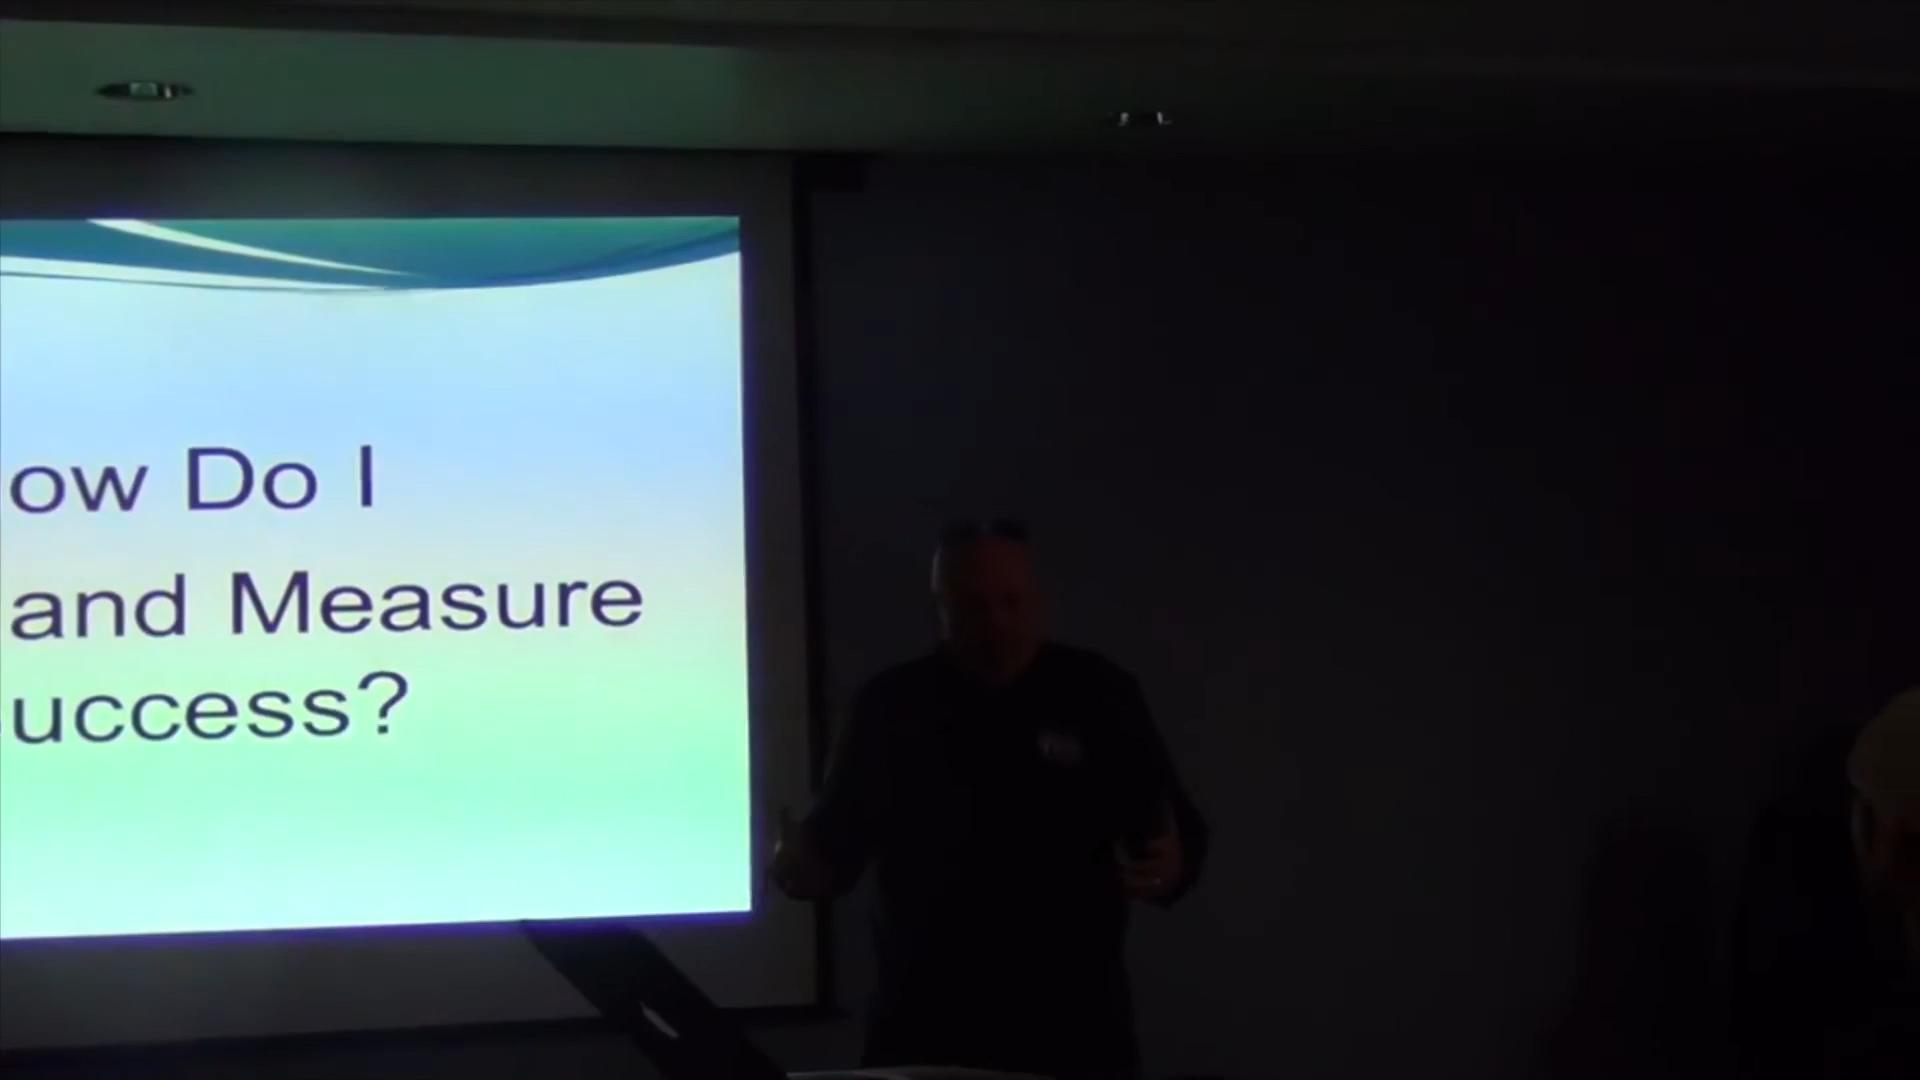 ow Do I
and Measure
uccess?